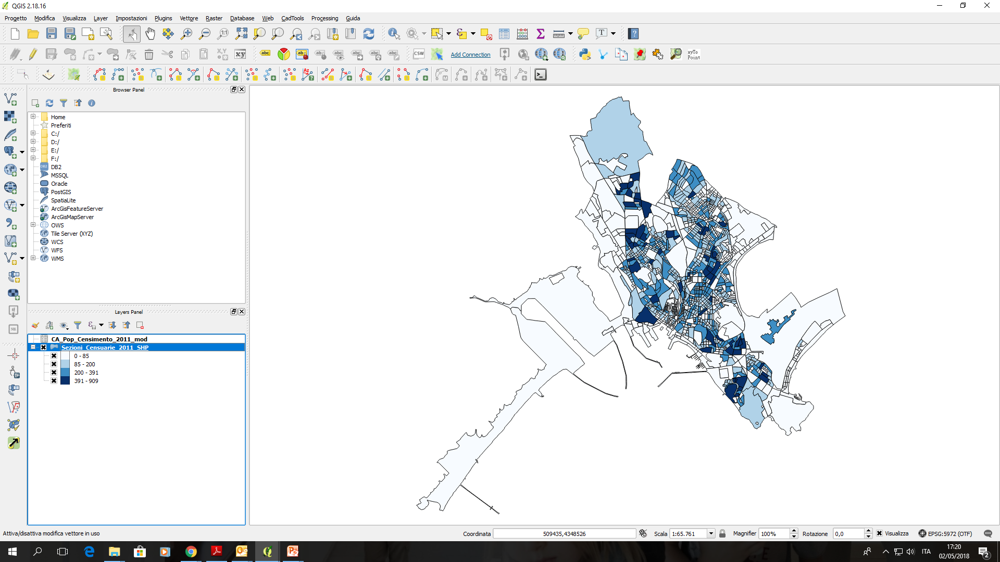 QGIS 2.18.16
Progetto Modifica Visualizza Layer Impostazioni Plugins Vettore Raster Database Web CadTools Processing Guida
Add Connection
xyTo
Point
Browser Panel
Home
Preferiti
C:/
D:/
E:/
F:/
DB2
MSSQL
Oracle
PostGIS
SpatiaLite
ArcGisFeatureServer
ArcGisMapServer
OWS
Tile Server (XYZ)
WCS
WFS
WMS
Layers Panel
CA_Pop_Censimento_2011_mod
Sezioni_Censuarie_2011_SHP
0 - 85
85 - 200
200 - 391
391 - 909
Attiva/disattiva modifica vettore in uso
Coordinata 509435,4348526 Scala 1:65.761 Magnifier 100% Rotazione 0,0 Visualizza EPSG:5972 (OTF)
ITA
17:20
02/05/2018
2